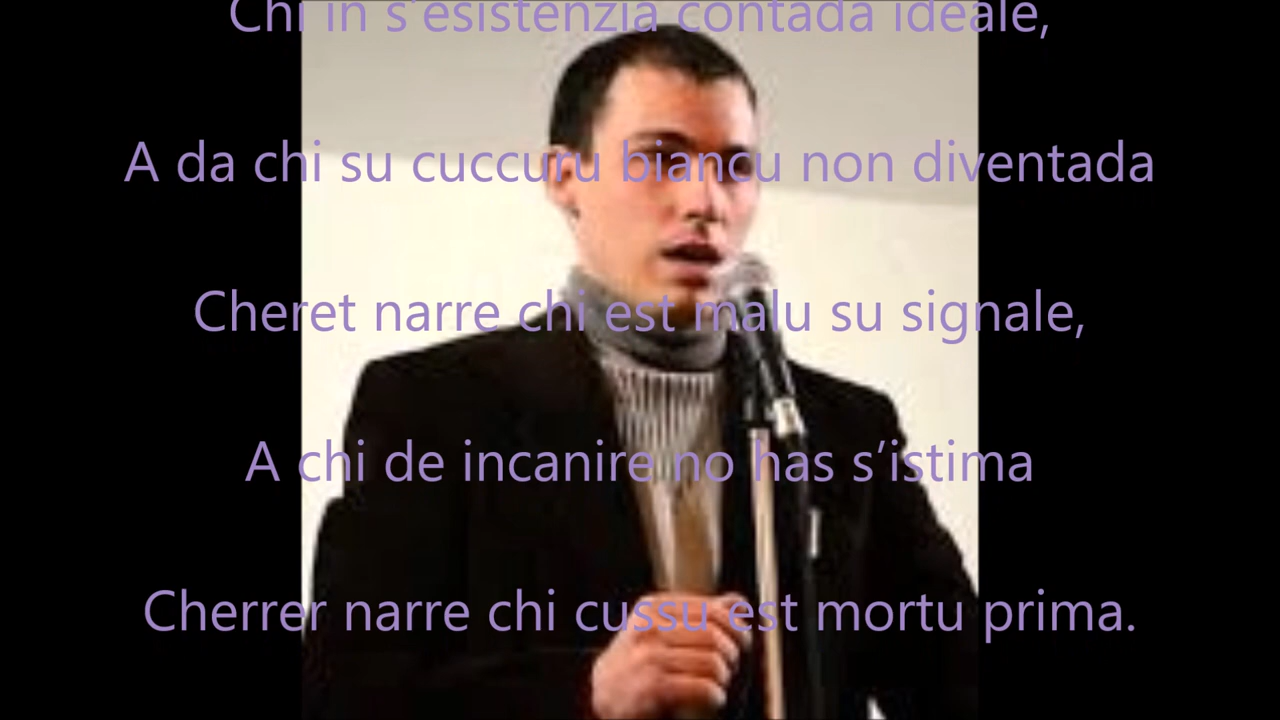 Chi in s’esistenzia contada ideale,
A da chi su cuccuru biancu non diventada
Cheret narre chi est malu su signale,
A chi de incanire no has s’istima
Cherrer narre chi cussu est mortu prima.